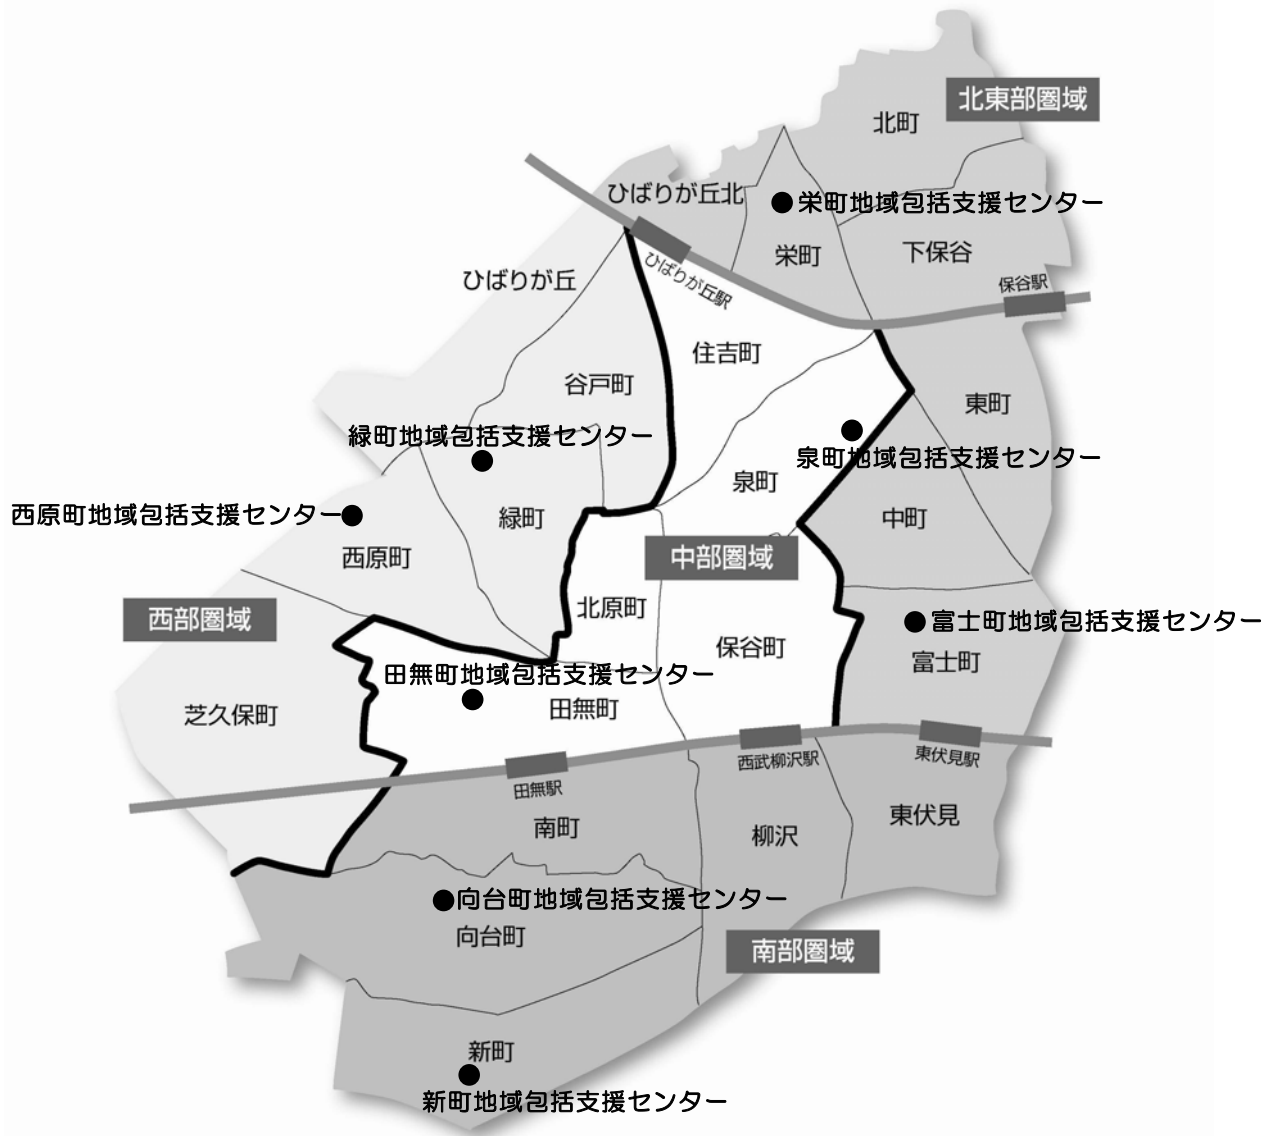 北町
北東部圏域
ひばりが丘北
栄町地域包括支援センター
栄町
下保谷
ひばりが丘
ひばりが丘駅
保谷駅
住吉町
谷戸町
東町
緑町地域包括支援センター
泉町地域包括支援センター
泉町
西原町地域包括支援センター
緑町
中町
西原町
中部圏域
北原町
西部圏域
富士町地域包括支援センター
保谷町
富士町
田無町地域包括支援センター
田無町
芝久保町
西武柳沢駅
東伏見駅
田無駅
南町
柳沢
東伏見
向台町地域包括支援センター
向台町
南部圏域
新町
新町地域包括支援センター